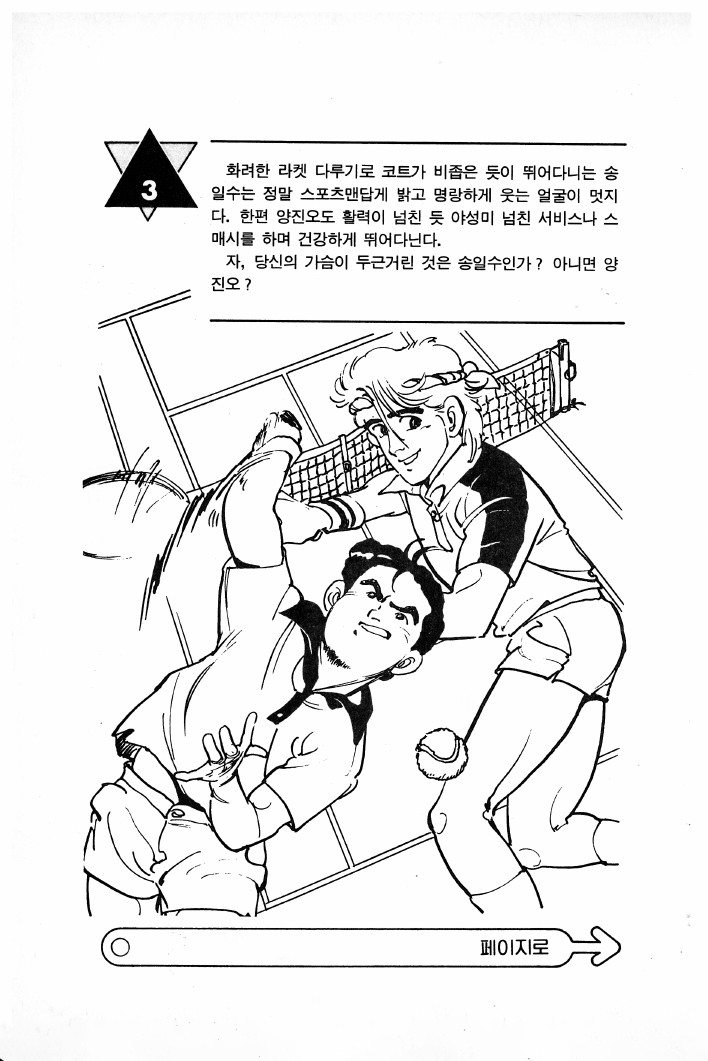 3
화려한 라켓 다루기로 코트가 비좁은 듯이 뛰어다니는 송
일수는 정말 스포츠맨답게 밝고 명랑하게 웃는 얼굴이 멋지
다. 한편 양진오도 활력이 넘친 듯 야성미 넘친 서비스나 스
매시를 하며 건강하게 뛰어다닌다.
자, 당신의 가슴이 두근거린 것은 송일수인가? 아니면 양
진오?
페이지로